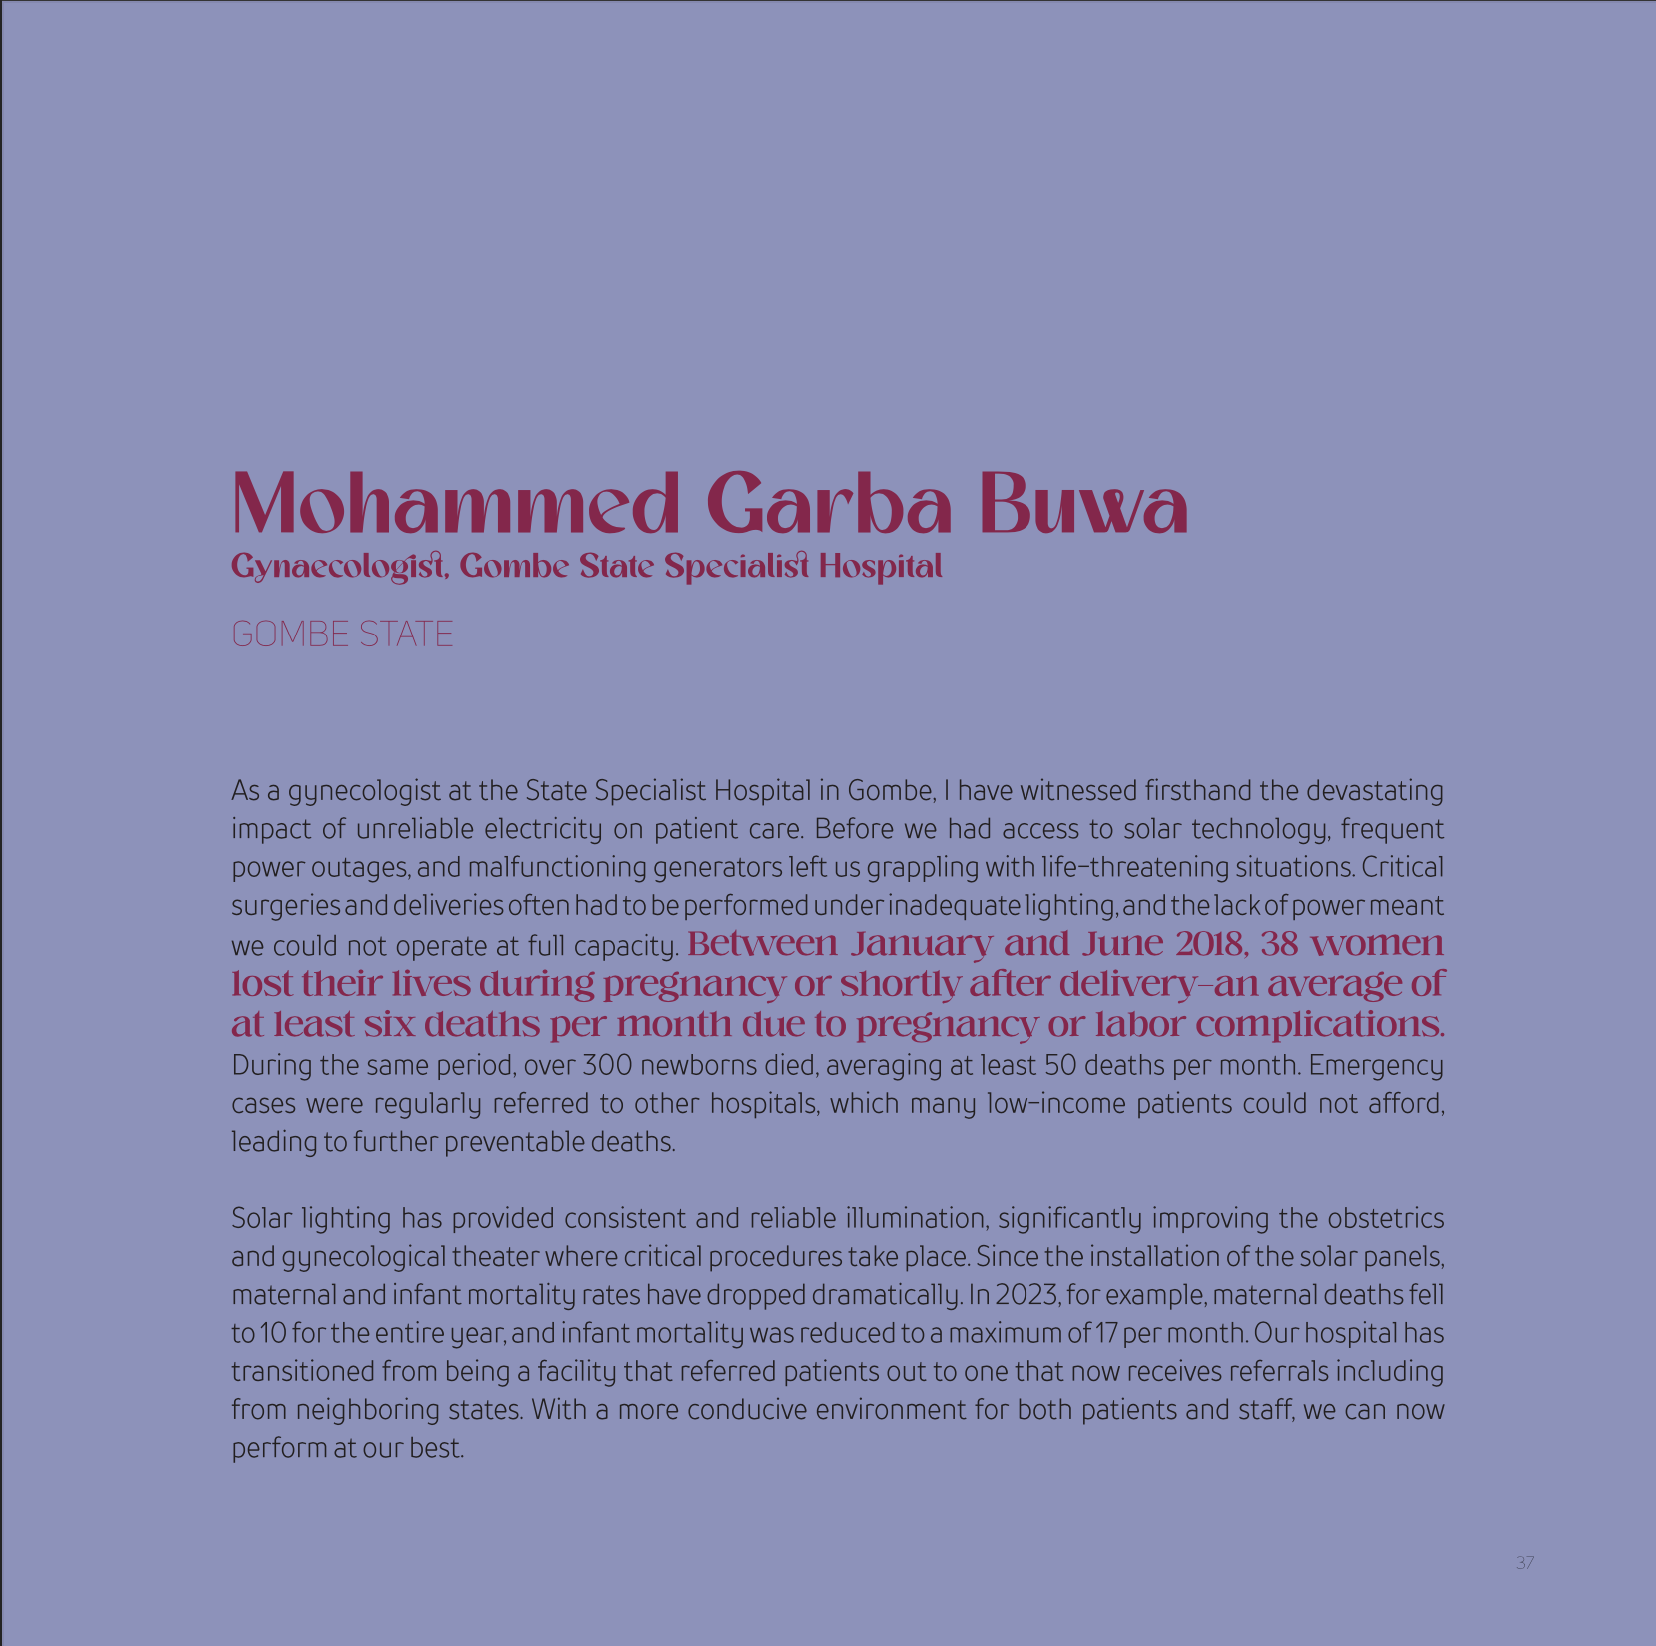 Mohammed Garba Buwa
Gynaecologist, Gombe State Specialist Hospital
GOMBE STATE
As a gynecologist at the State Specialist Hospital in Gombe, I have witnessed firsthand the devastating
impact of unreliable electricity on patient care. Before we had access to solar technology, frequent
power outages, and malfunctioning generators left us grappling with life-threatening situations. Critical
surgeries and deliveries often had to be performed under inadequate lighting, and the lack of power meant
we could not operate at full capacity. Between January and June 2018, 38 women
lost their lives during pregnancy or shortly after delivery–an average of
at least six deaths per month due to pregnancy or labor complications.
During the same period, over 300 newborns died, averaging at least 50 deaths per month. Emergency
cases were regularly referred to other hospitals, which many low-income patients could not afford,
leading to further preventable deaths.
Solar lighting has provided consistent and reliable illumination, significantly improving the obstetrics
and gynecological theater where critical procedures take place. Since the installation of the solar panels,
maternal and infant mortality rates have dropped dramatically. In 2023, for example, maternal deaths fell
to 10 for the entire year, and infant mortality was reduced to a maximum of 17 per month. Our hospital has
transitioned from being a facility that referred patients out to one that now receives referrals including
from neighboring states. With a more conducive environment for both patients and staff, we can now
perform at our best.
37